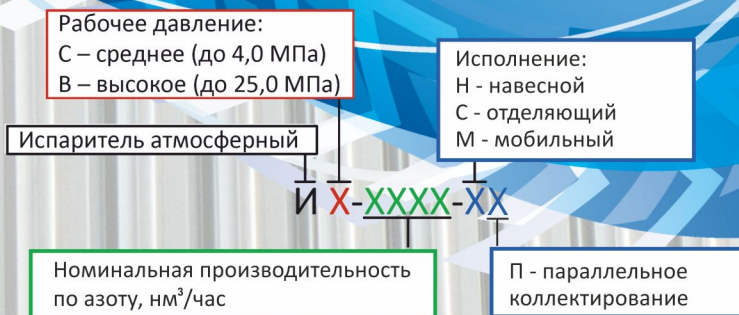 Рабочее давление:
С – среднее (до 4,0 МПа)
В – высокое (до 25,0 МПа)
Исполнение:
Н - навесной
С - отделяющий
М - мобильный
Испаритель атмосферный
И Х-ХХХХ-ХХ
Номинальная производительность
по азоту, нм³/час
П - параллельное
коллектирование